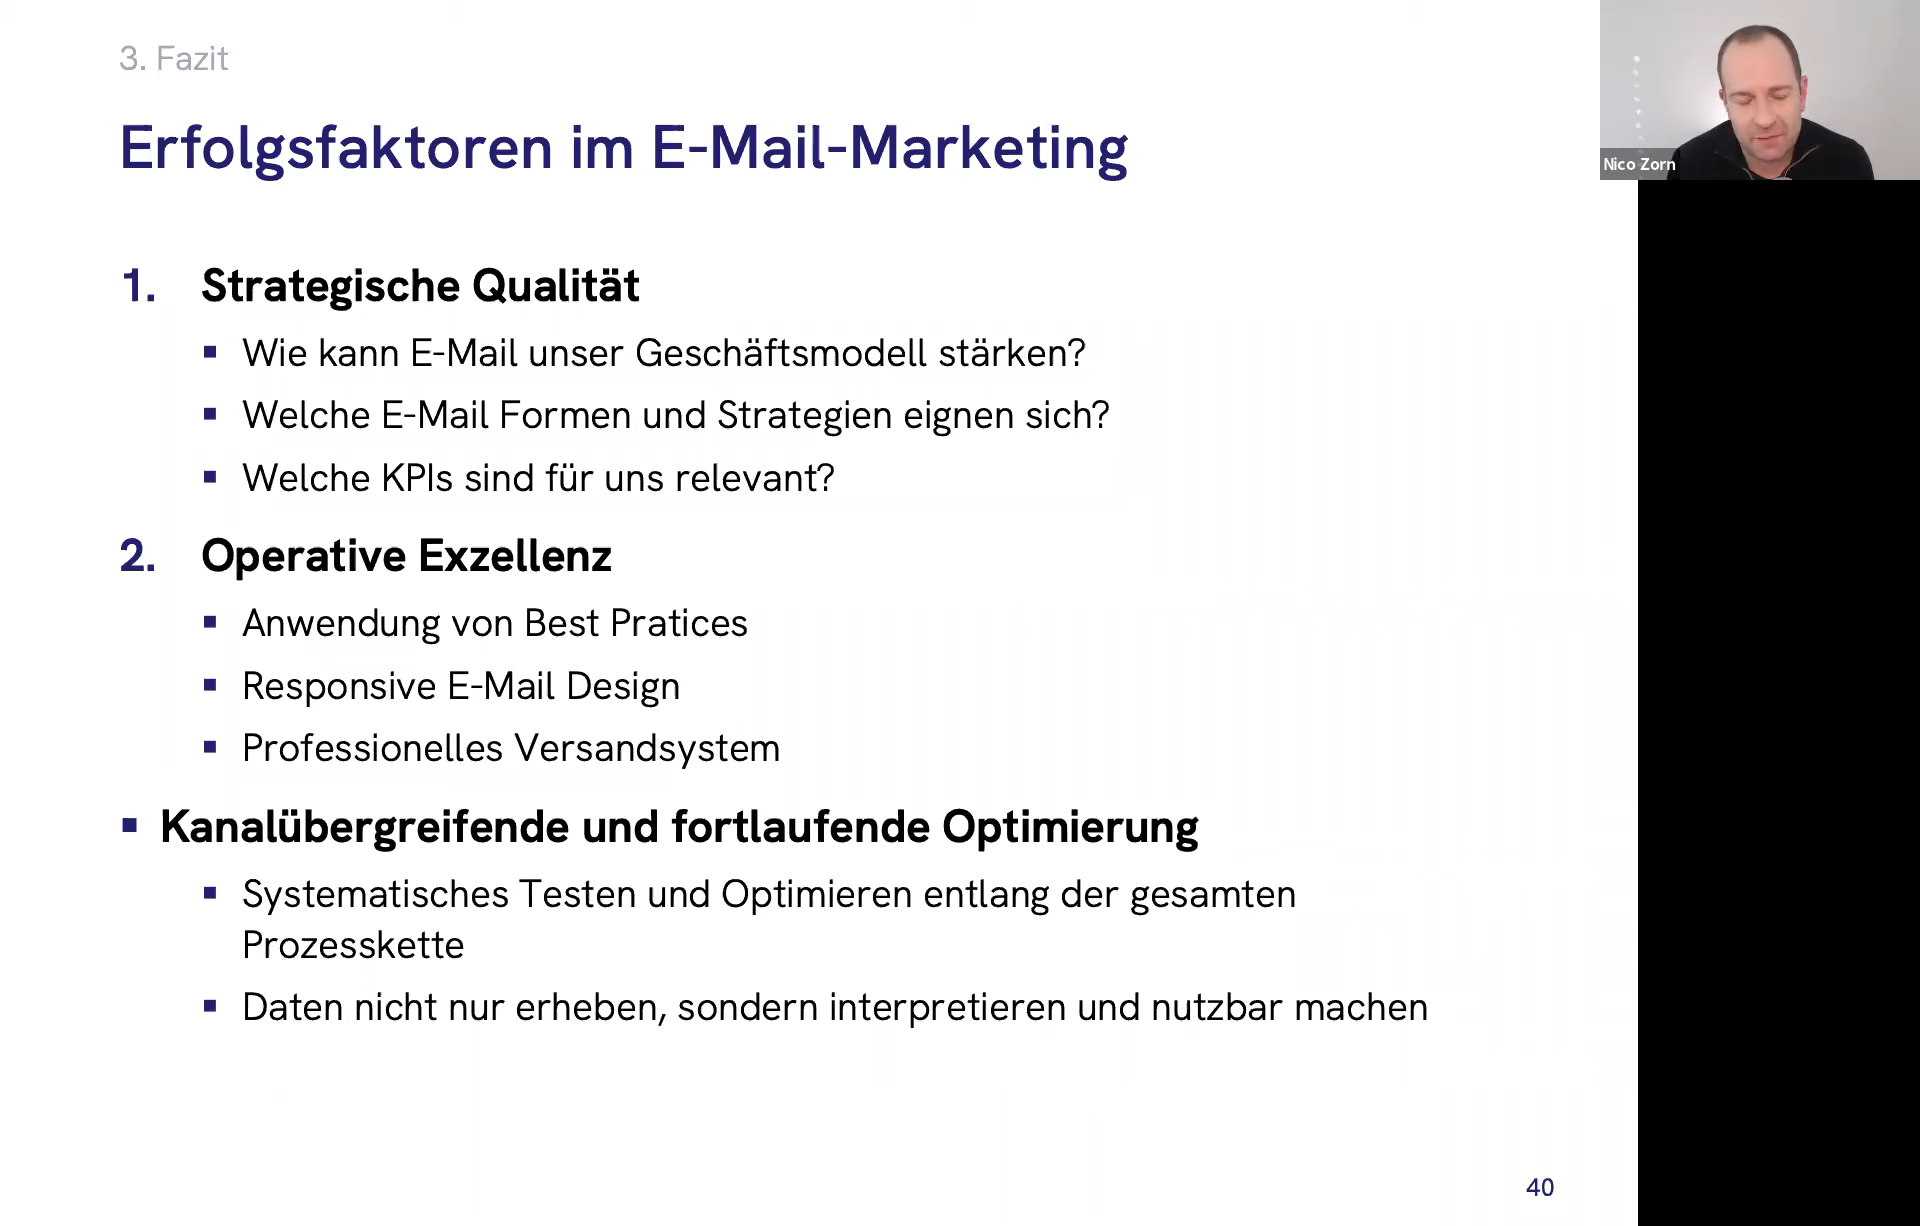 3. Fazit
Erfolgsfaktoren im E-Mail-Marketing
Nico Zorn
1. Strategische Qualität
▪ Wie kann E-Mail unser Geschäftsmodell stärken?
▪ Welche E-Mail Formen und Strategien eignen sich?
▪ Welche KPIs sind für uns relevant?
2. Operative Exzellenz
▪ Anwendung von Best Pratices
▪ Responsive E-Mail Design
▪ Professionelles Versandsystem
▪ Kanalübergreifende und fortlaufende Optimierung
▪ Systematisches Testen und Optimieren entlang der gesamten
Prozesskette
▪ Daten nicht nur erheben, sondern interpretieren und nutzbar machen
40